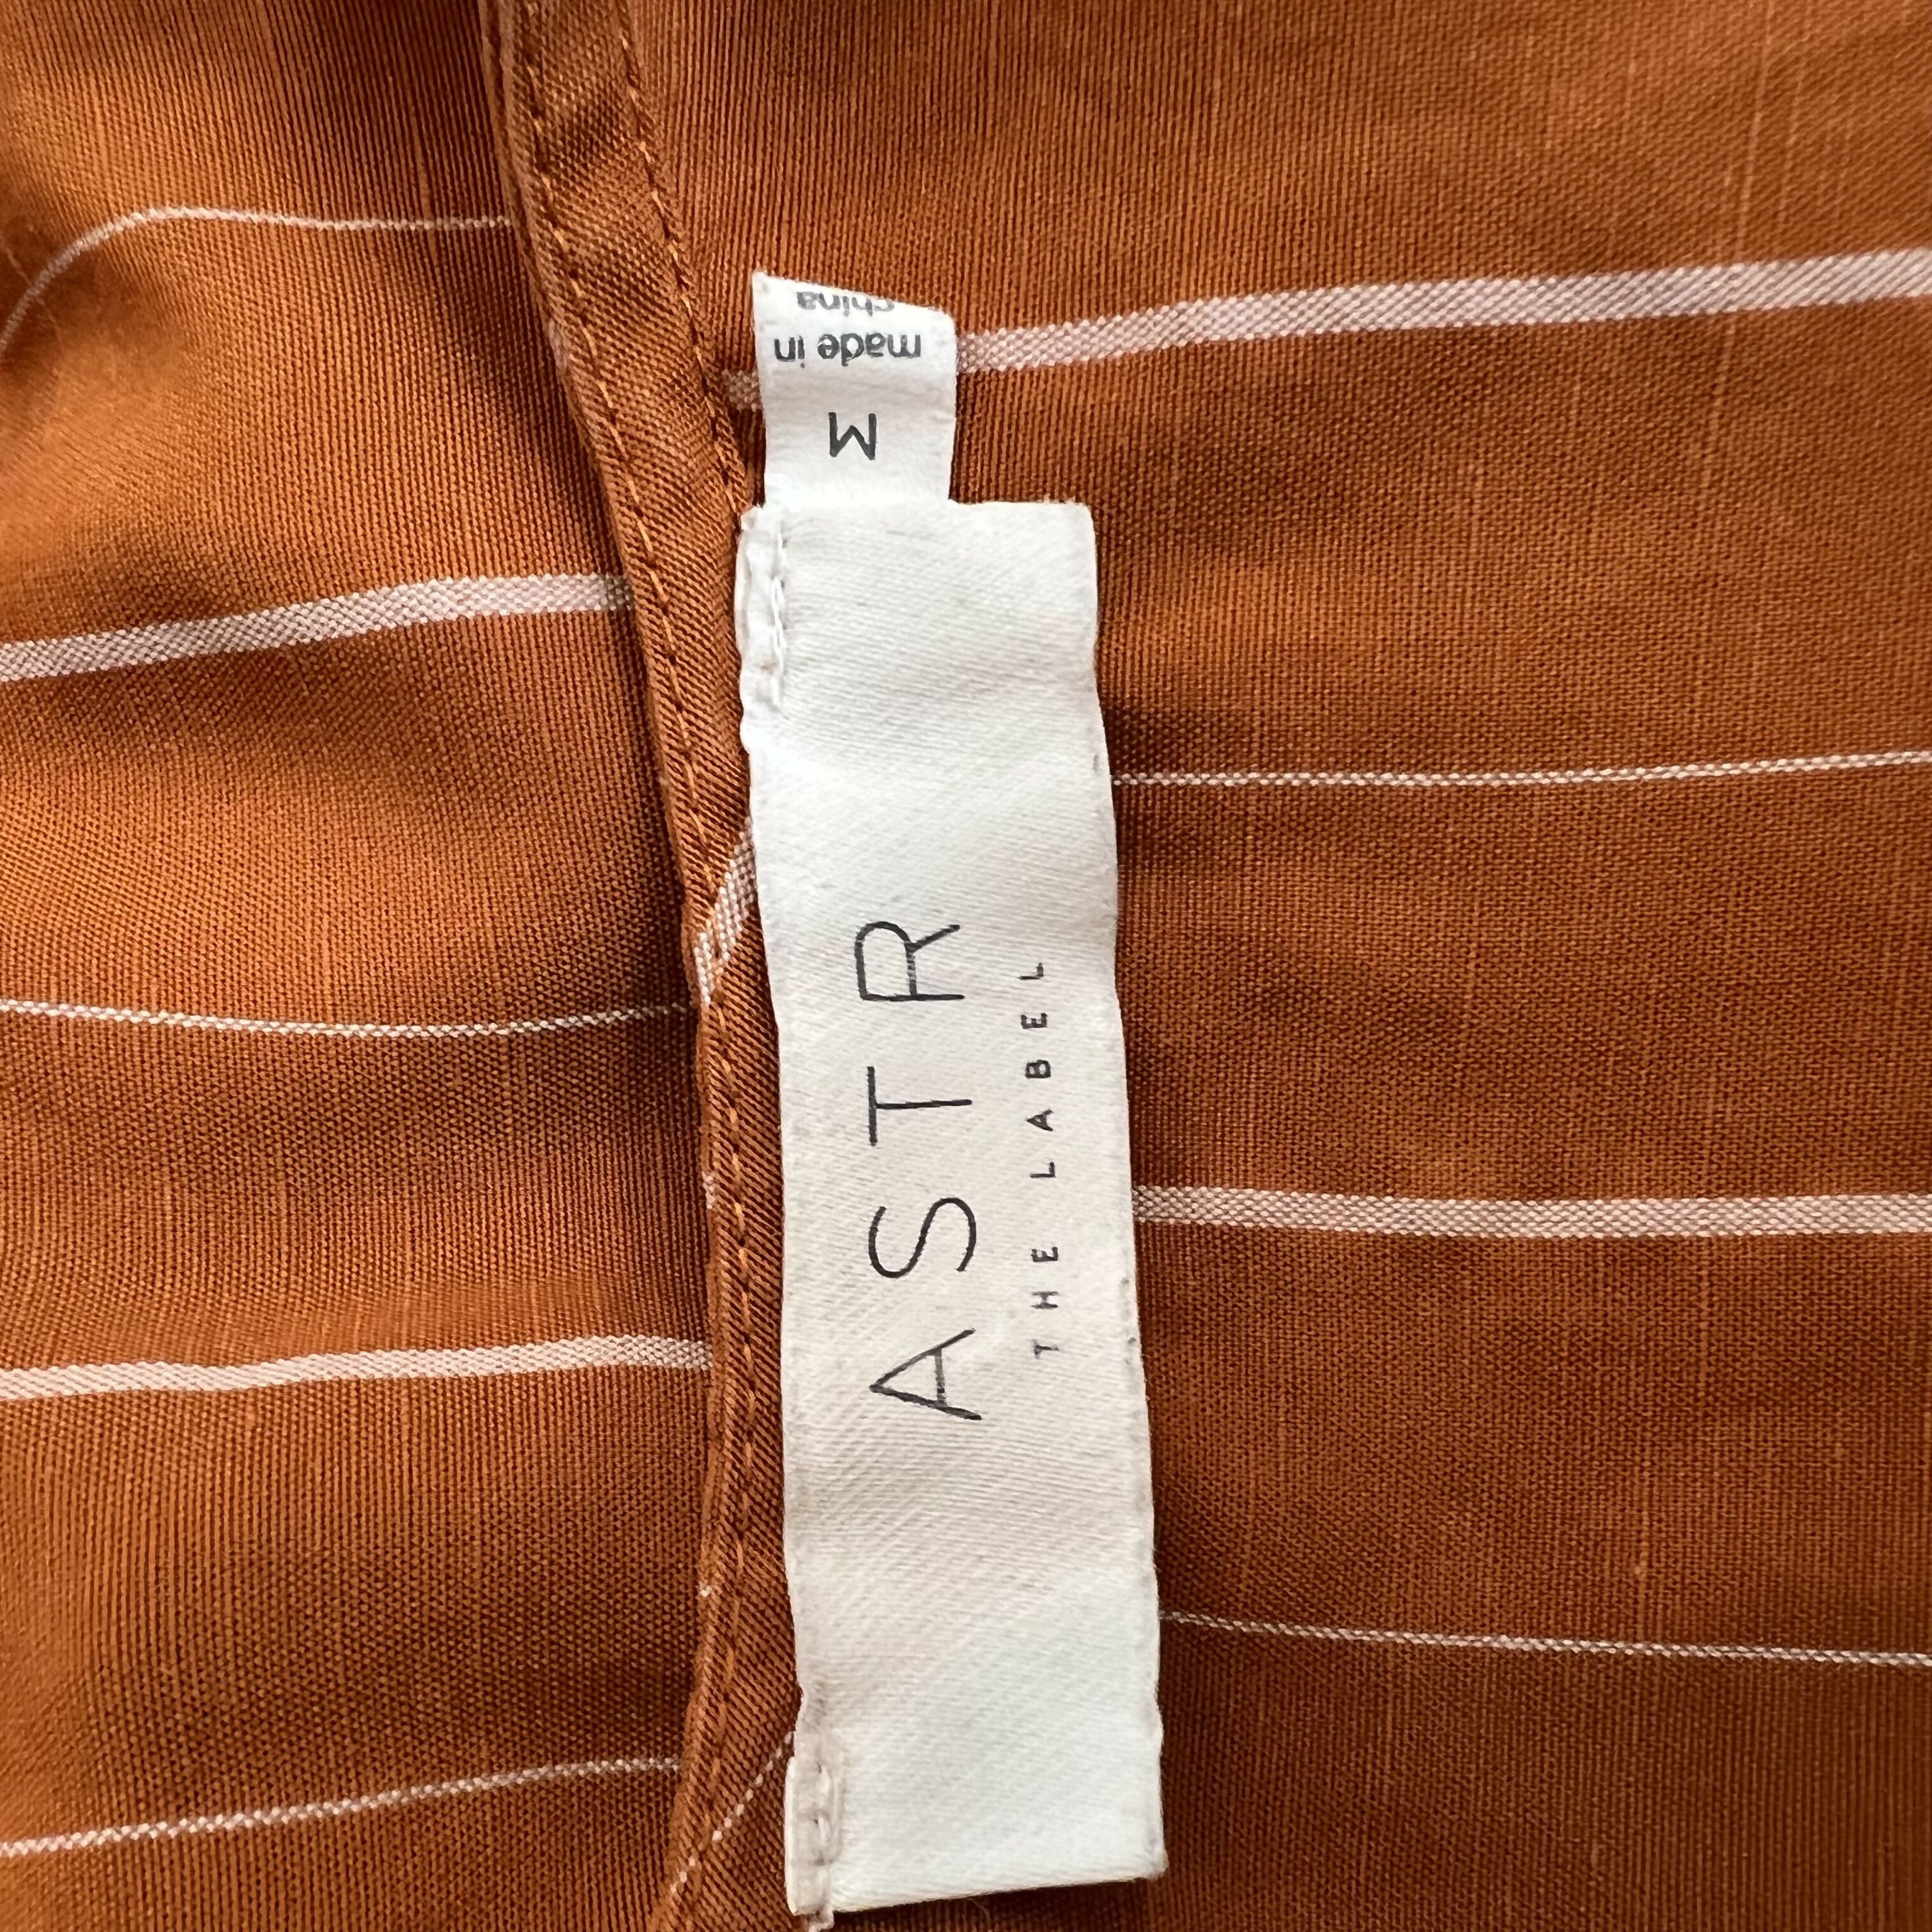 ASTR
THE LABEL
M
made in
china